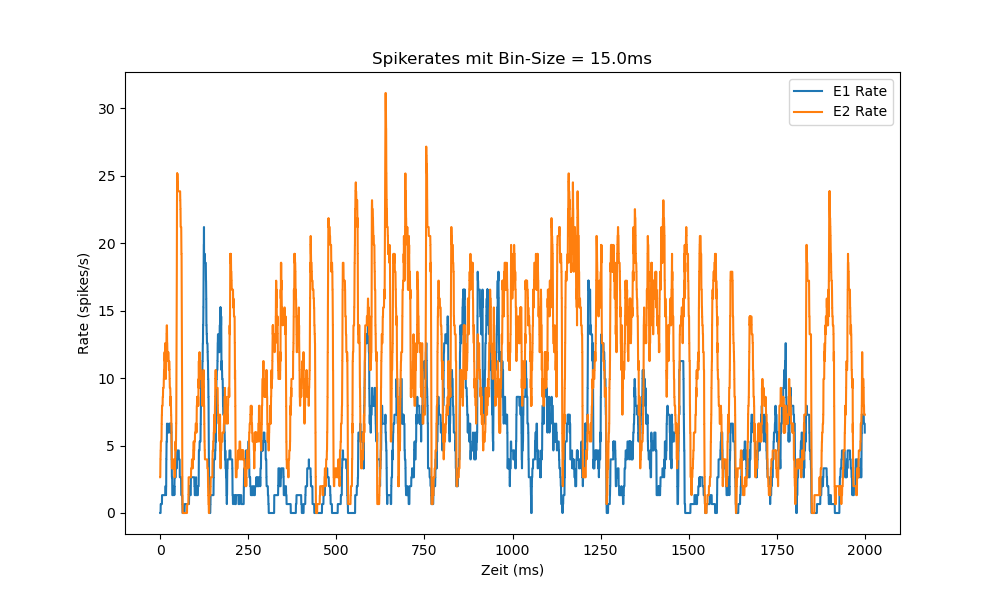 Spikerates mit Bin-Size = 15.0ms
E1 Rate
E2 Rate
Rate (spikes/s)
30
25
20
15
10
5
0
0 250 500 750 1000 1250 1500 1750 2000
Zeit (ms)